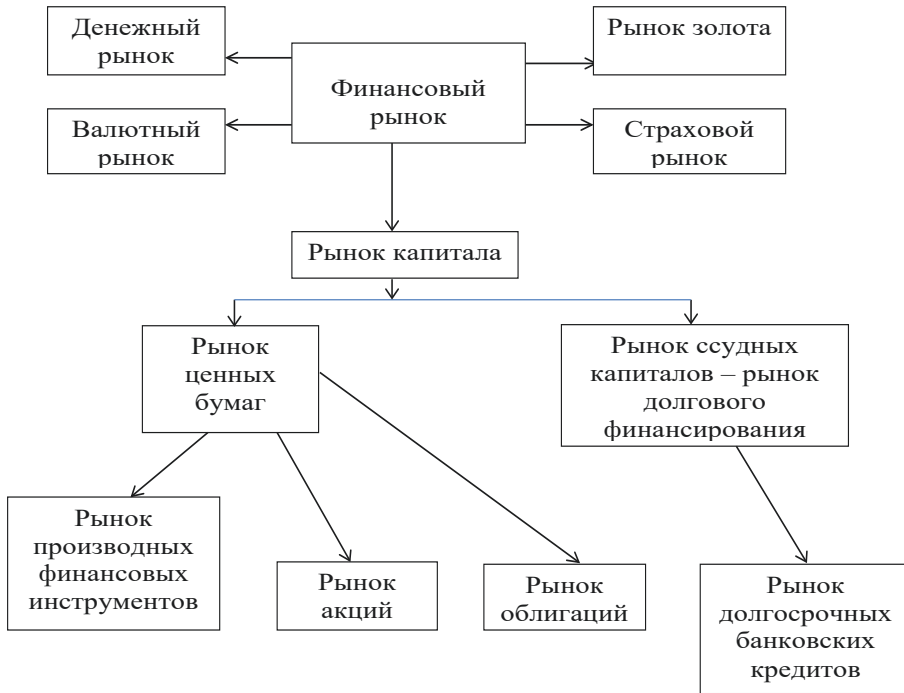 Денежный
рынок
Рынок золота
Финансовый
рынок
Валютный
рынок
Страховой
рынок
Рынок капитала
Рынок
ценных
бумаг
Рынок ссудных
капиталов – рынок
долгового
финансирования
Рынок
производных
финансовых
инструментов
Рынок
акций
Рынок
облигаций
Рынок
долгосрочных
банковских
кредитов